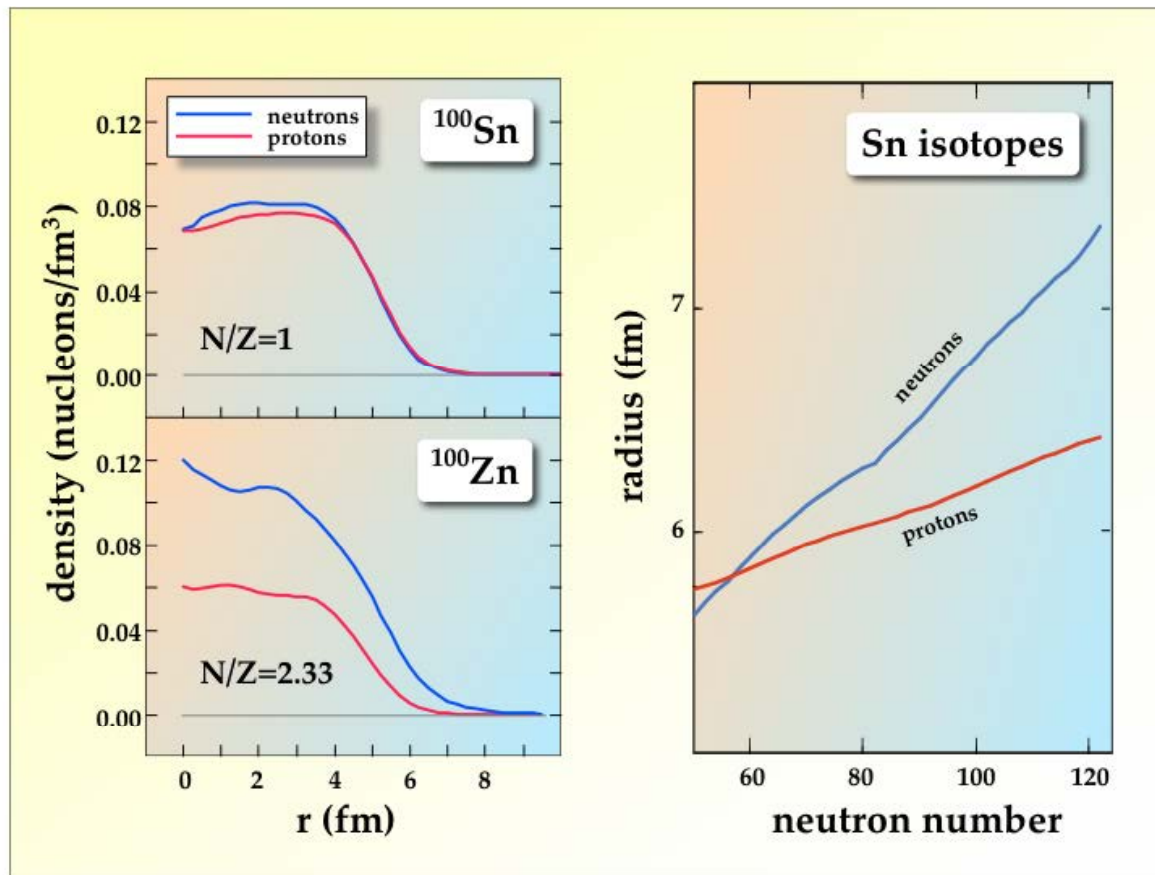 neutrons
protons
¹⁰⁰Sn
0.12
0.08
0.04
0.00
N/Z=1
density (nucleons/fm³)
¹⁰⁰Zn
0.12
0.08
0.04
0.00
N/Z=2.33
0 2 4 6 8
r (fm)
Sn isotopes
radius (fm)
7
6
neutrons
protons
60 80 100 120
neutron number